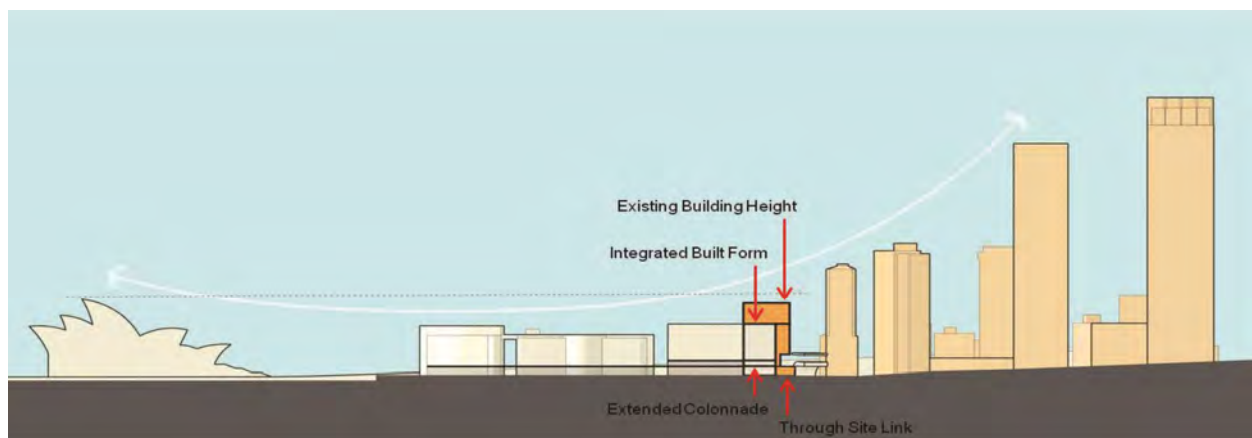 Existing Building Height
Integrated Built Form
Extended Colonnade
Through Site Link